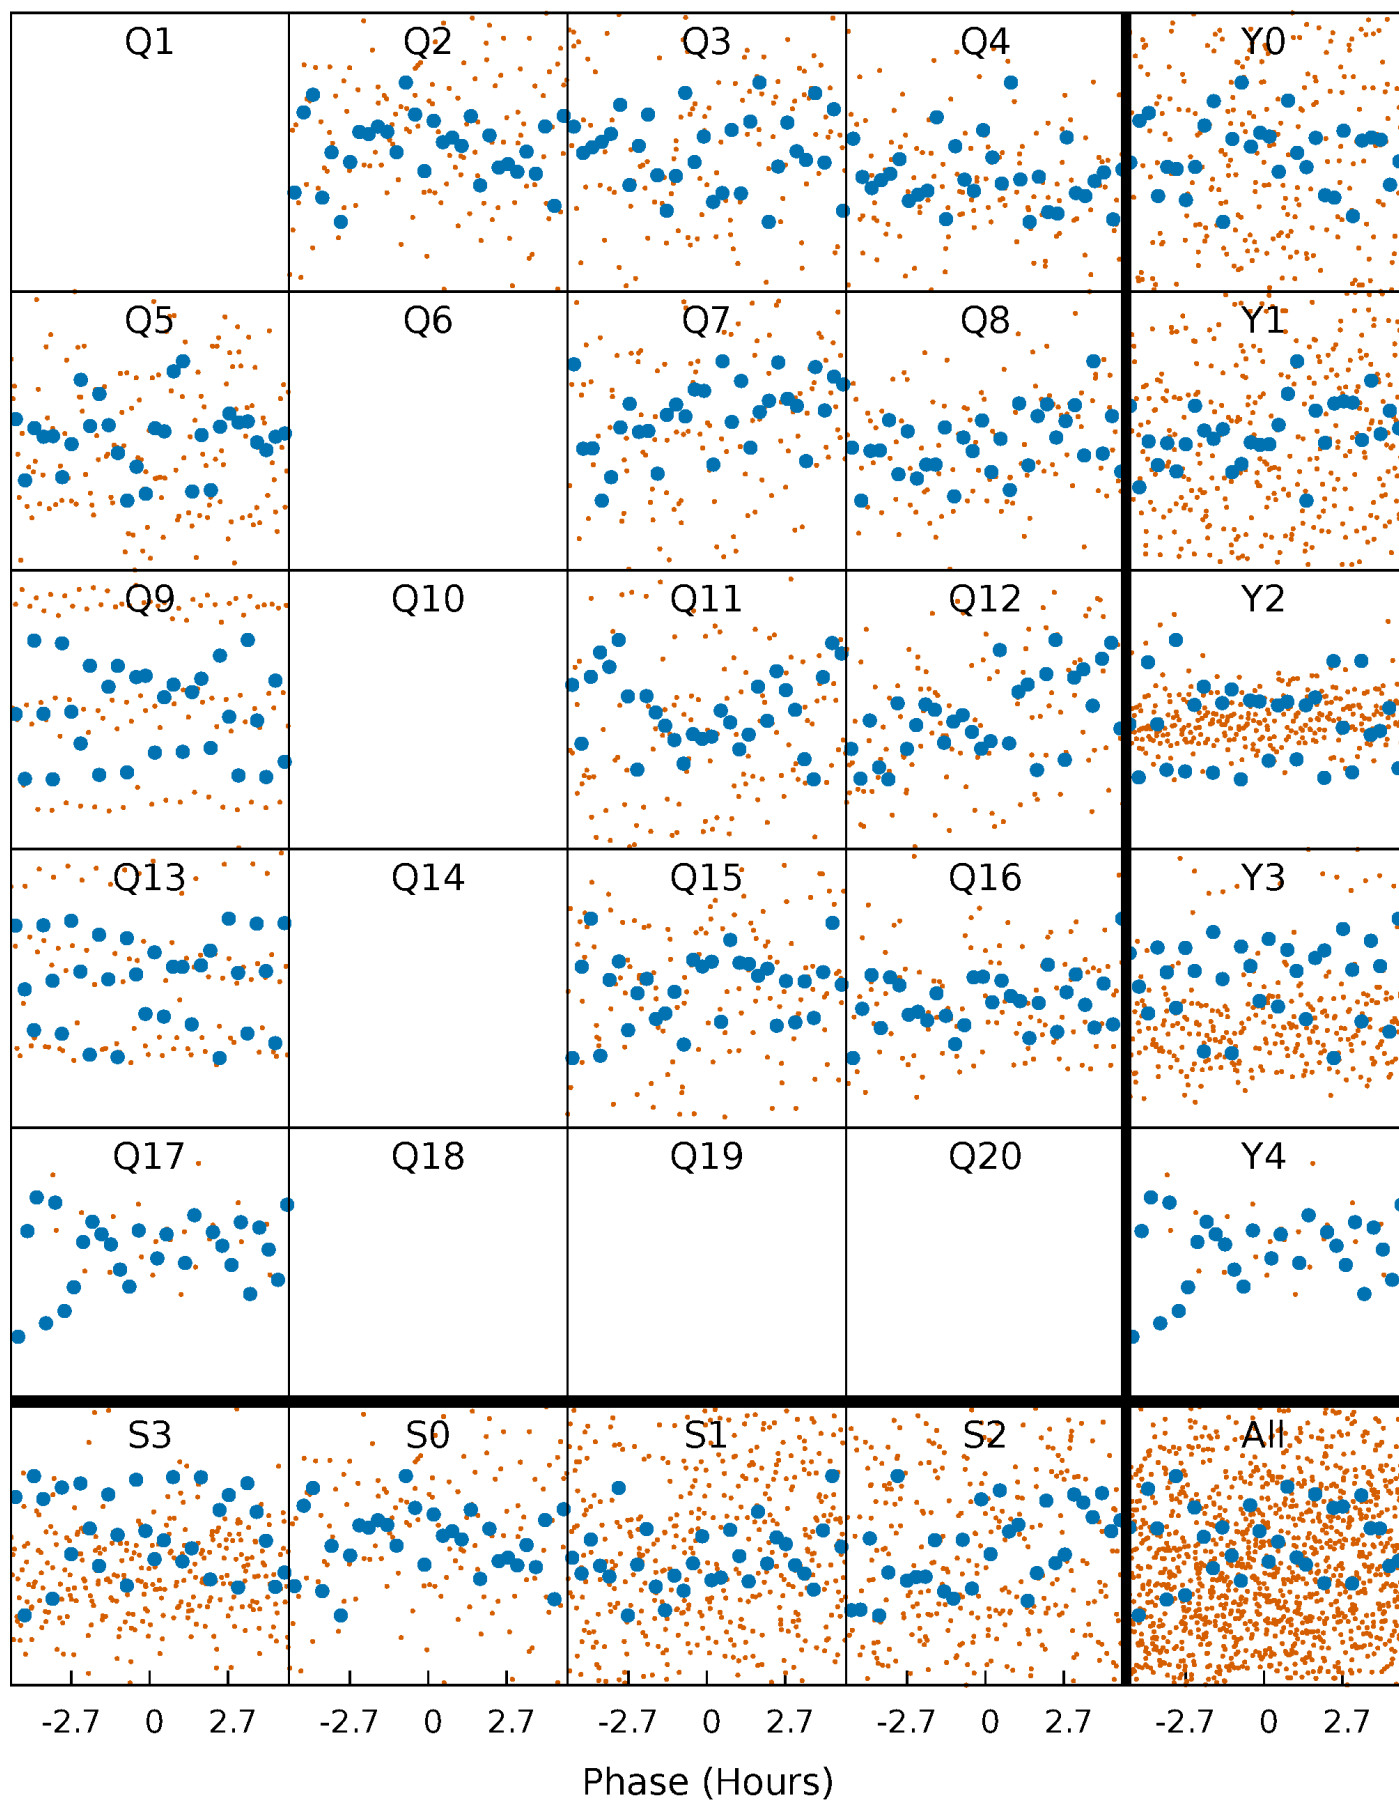 Q1 Q2 Q3 Q4 Y0
Q5 Q6 Q7 Q8 Y1
Q9 Q10 Q11 Q12 Y2
Q13 Q14 Q15 Q16 Y3
Q17 Q18 Q19 Q20 Y4
S3 S0 S1 S2 All
-2.7 0 2.7 -2.7 0 2.7 -2.7 0 2.7 -2.7 0 2.7 -2.7 0 2.7
Phase (Hours)